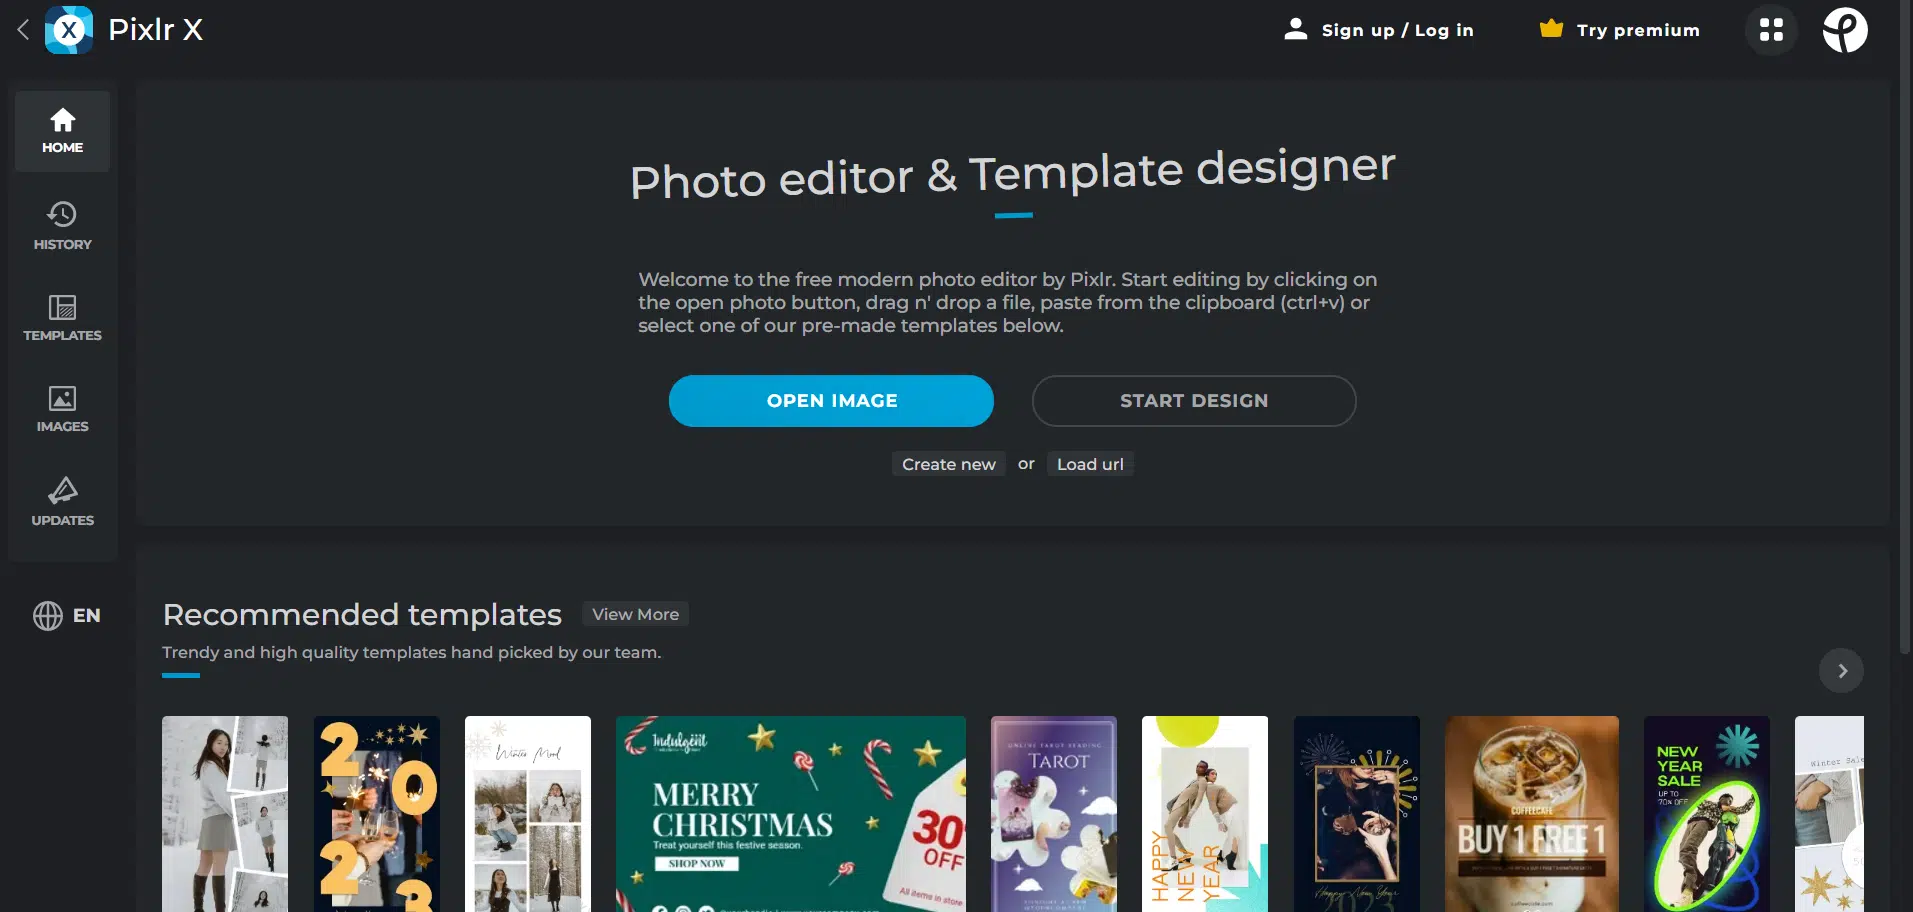 Pixlr X
Sign up / Log in
Try premium
HOME
HISTORY
TEMPLATES
IMAGES
UPDATES
EN
Photo editor & Template designer
Welcome to the free modern photo editor by Pixlr. Start editing by clicking on
the open photo button, drag n' drop a file, paste from the clipboard (ctrl+v) or
select one of our pre-made templates below.
OPEN IMAGE
START DESIGN
Create new or Load url
Recommended templates
View More
Trendy and high quality templates hand picked by our team.
2023
Winter Mood
Indulgent
MERRY
CHRISTMAS
Treat yourself this festive season.
SHOP NOW
30
OFF
All items in store
ONLINE TAROT READING
TAROT
HAPPY
NEW
YEAR
Happy New Year
2023
COFFEECAFE
BUY 1 FREE 1
NEW
YEAR
SALE
UP TO
70% OFF
Winter Sale